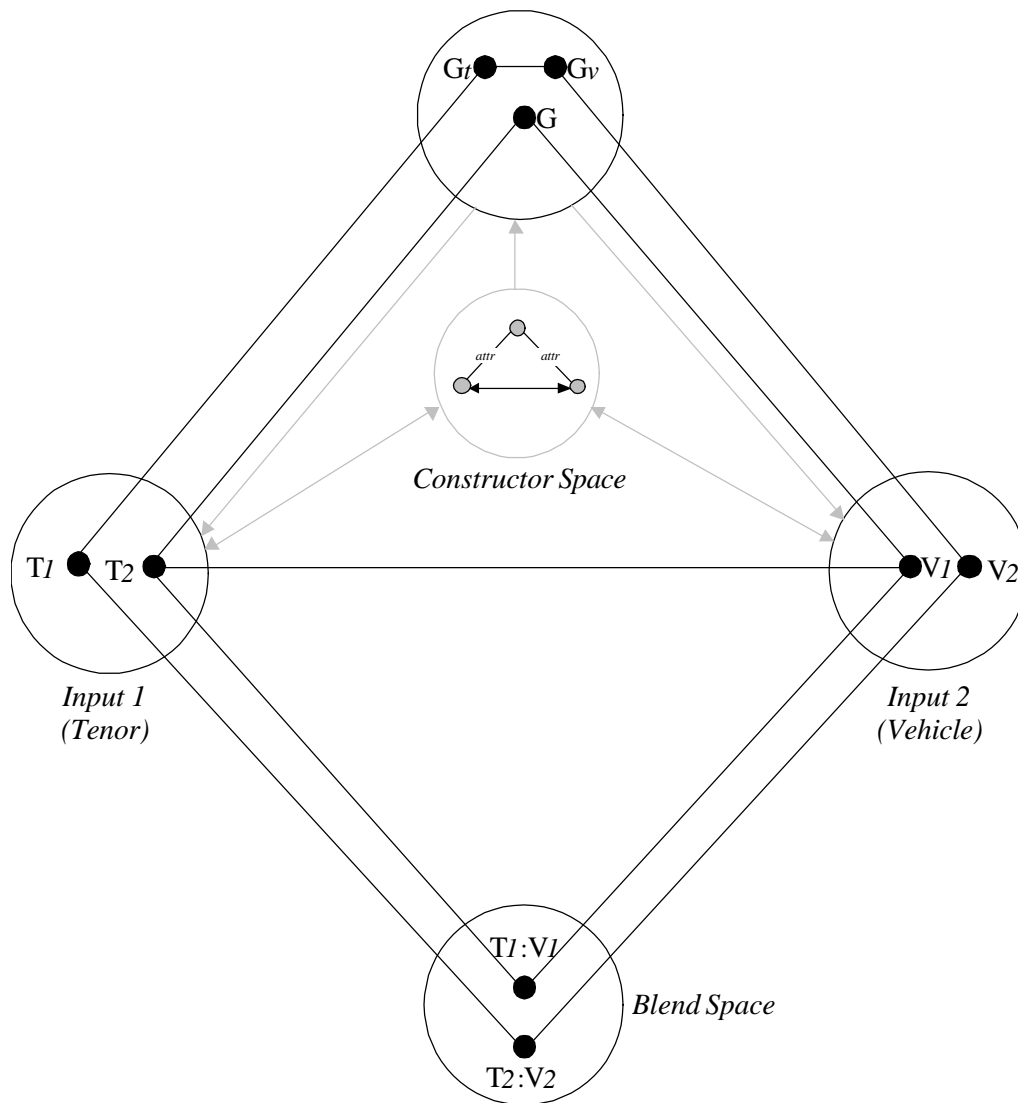 Gt Gv
G
attr attr
Constructor Space
T1 T2 V1 V2
Input 1
(Tenor)
Input 2
(Vehicle)
T1:V1
Blend Space
T2:V2